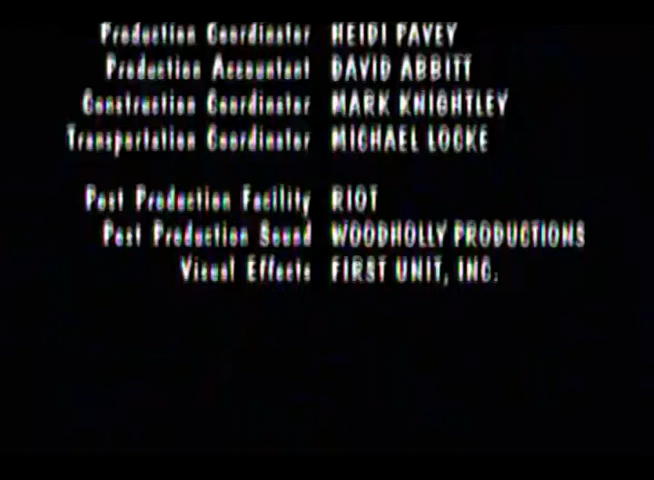 Production Coordinator HEIDI PAVEY
Production Accountant DAVID ABBITT
Construction Coordinator MARK KNIGHTLEY
Transportation Coordinator MICHAEL LOCKE
Post Production Facility RIOT
Post Production Sound WOODHOLLY PRODUCTIONS
Visual Effects FIRST UNIT, INC.